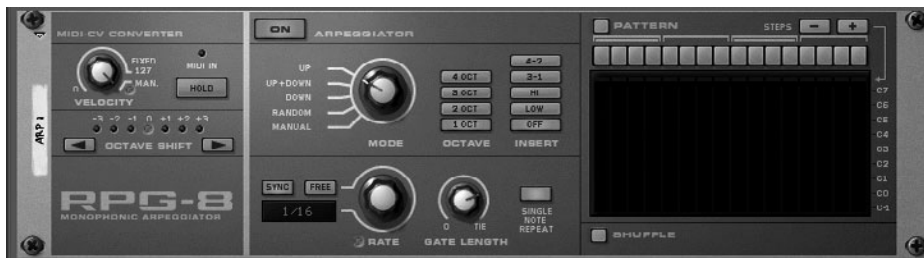 MIDI-CV CONVERTER
FIXED
127
MAN.
0
VELOCITY
MIDI IN
HOLD
-3 -2 -1 0 +1 +2 +3
OCTAVE SHIFT
ARP 1
RPG-8
MONOPHONIC ARPEGGIATOR
ON
ARPEGGIATOR
UP
UP+DOWN
DOWN
RANDOM
MANUAL
MODE
4 OCT
3 OCT
2 OCT
1 OCT
OCTAVE
4-2
3-1
HI
LOW
OFF
INSERT
SYNC
FREE
1/16
RATE
0 TIE
GATE LENGTH
SINGLE
NOTE
REPEAT
PATTERN
STEPS
-
+
C7
C6
C5
C4
C3
C2
C1
C0
C-1
SHUFFLE